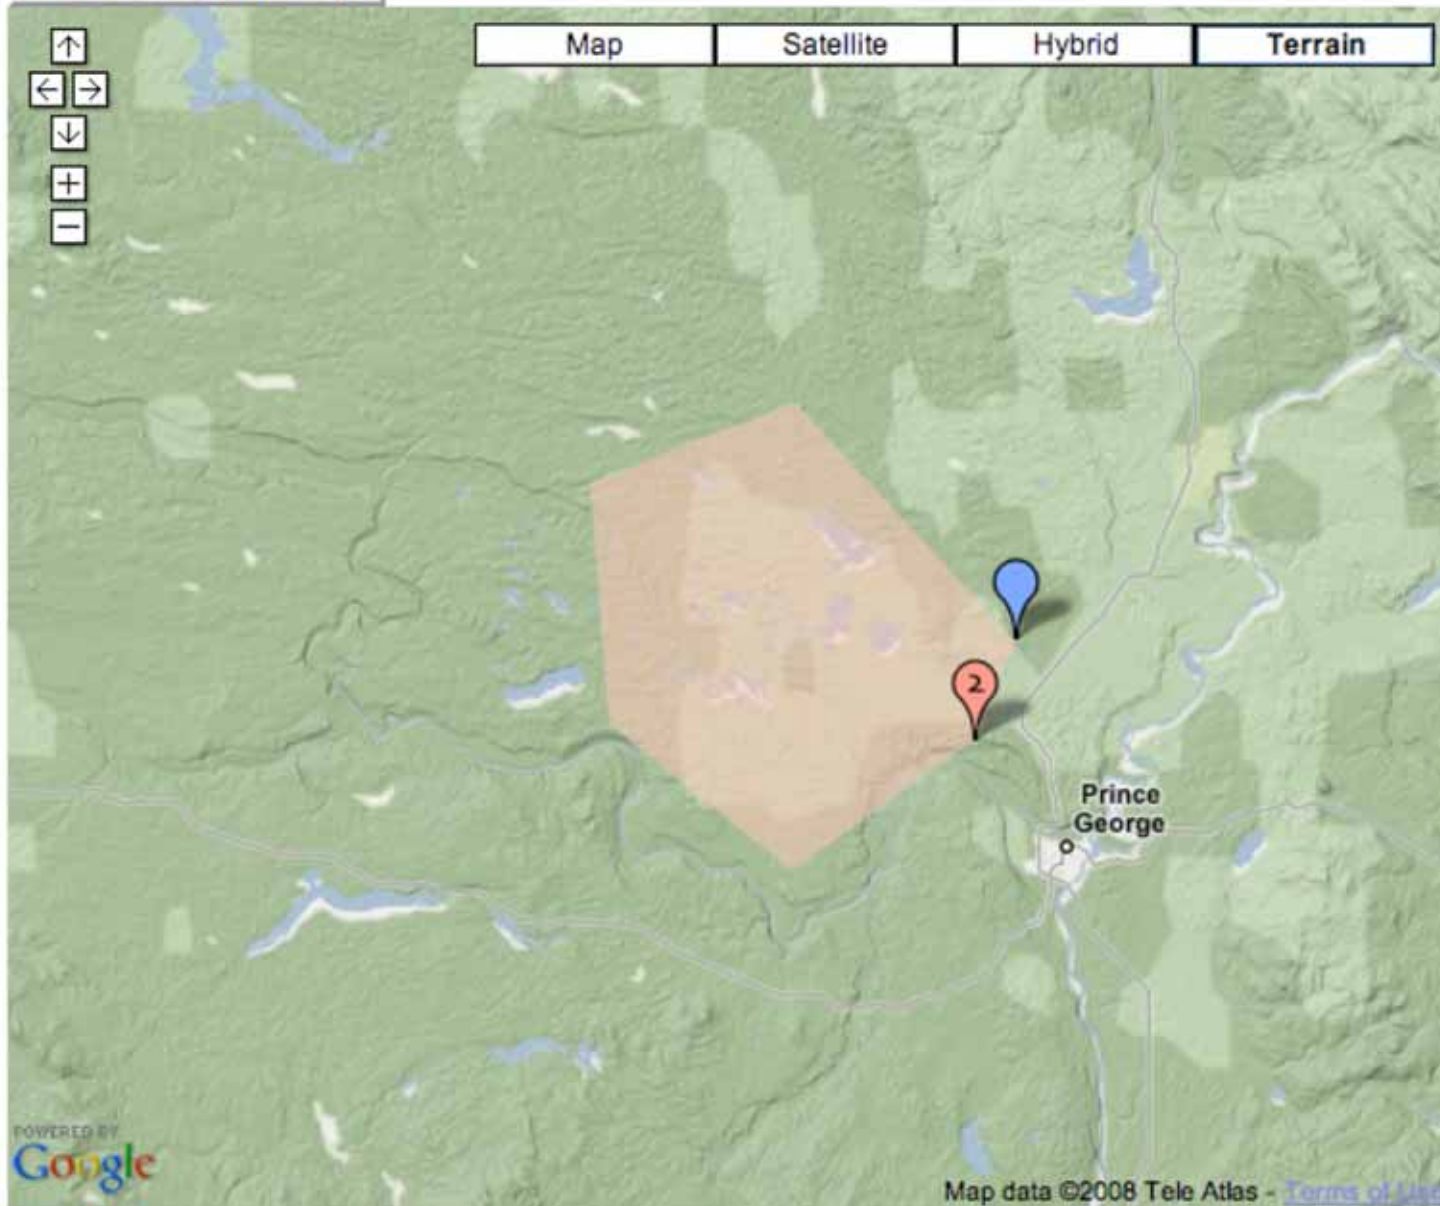 Map Satellite Hybrid Terrain
2
Prince
George
POWERED BY
Google
Map data ©2008 Tele Atlas - Terms of Use